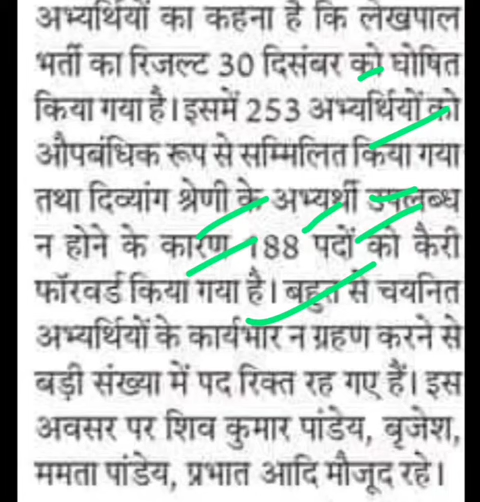 अभ्यर्थियों का कहना है कि लेखपाल
भर्ती का रिजल्ट 30 दिसंबर को घोषित
किया गया है। इसमें 253 अभ्यर्थियों को
औपबंधिक रूप से सम्मिलित किया गया
तथा दिव्यांग श्रेणी के अभ्यर्थी उपलब्ध
न होने के कारण 188 पदों को कैरी
फॉरवर्ड किया गया है। बहुत से चयनित
अभ्यर्थियों के कार्यभार न ग्रहण करने से
बड़ी संख्या में पद रिक्त रह गए हैं। इस
अवसर पर शिव कुमार पांडेय, बृजेश,
ममता पांडेय, प्रभात आदि मौजूद रहे।